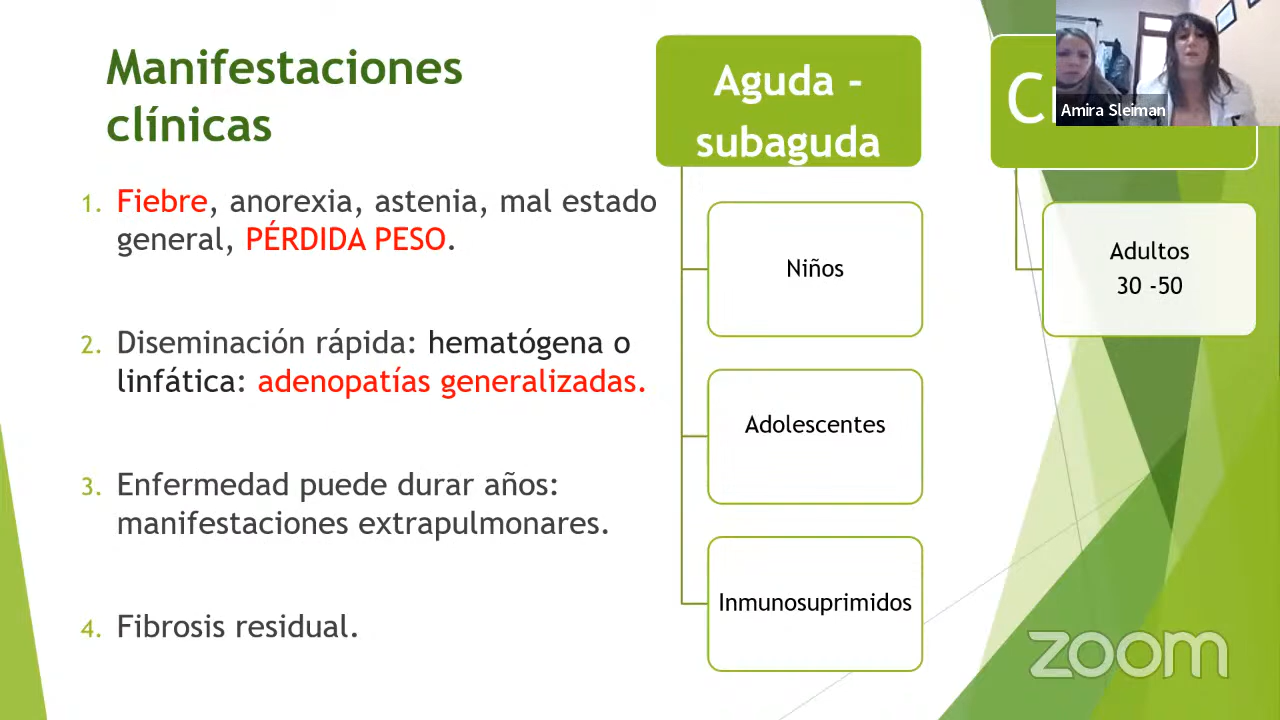 Manifestaciones
clínicas
1. Fiebre, anorexia, astenia, mal estado
general, PÉRDIDA PESO.
2. Diseminación rápida: hematógena o
linfática: adenopatías generalizadas.
3. Enfermedad puede durar años:
manifestaciones extrapulmonares.
4. Fibrosis residual.
Aguda -
subaguda
Niños
Adolescentes
Inmunosuprimidos
Adultos
30 -50
Amira Sleiman
zoom